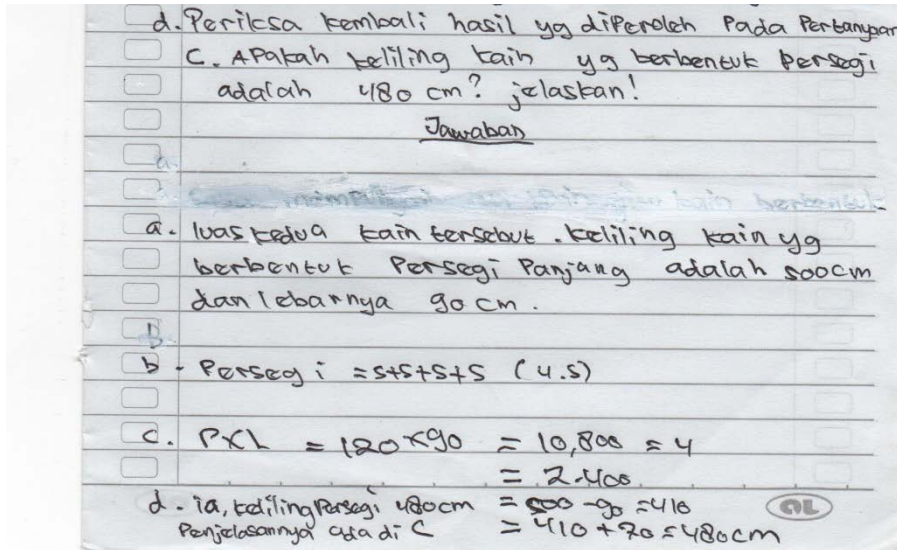 d. Periksa kembali hasil yg diperoleh pada pertanyaan
C. Apakah keliling kain yg berbentuk persegi
adalah 480 cm? jelaskan!
Jawaban
a.
a. luas kedua kain tersebut. keliling kain yg
berbentuk Persegi Panjang adalah 500cm
dan lebarnya 90 cm.
b.
b - Persegi = s+s+s+s (4.s)
c. PXL = 120 x 90 = 10,800 = 4
= 2.400
d - ia, keliling Persegi 480cm = 500 - 90 = 410
Penjelasannya ada di C = 410 + 70 = 480cm
OL